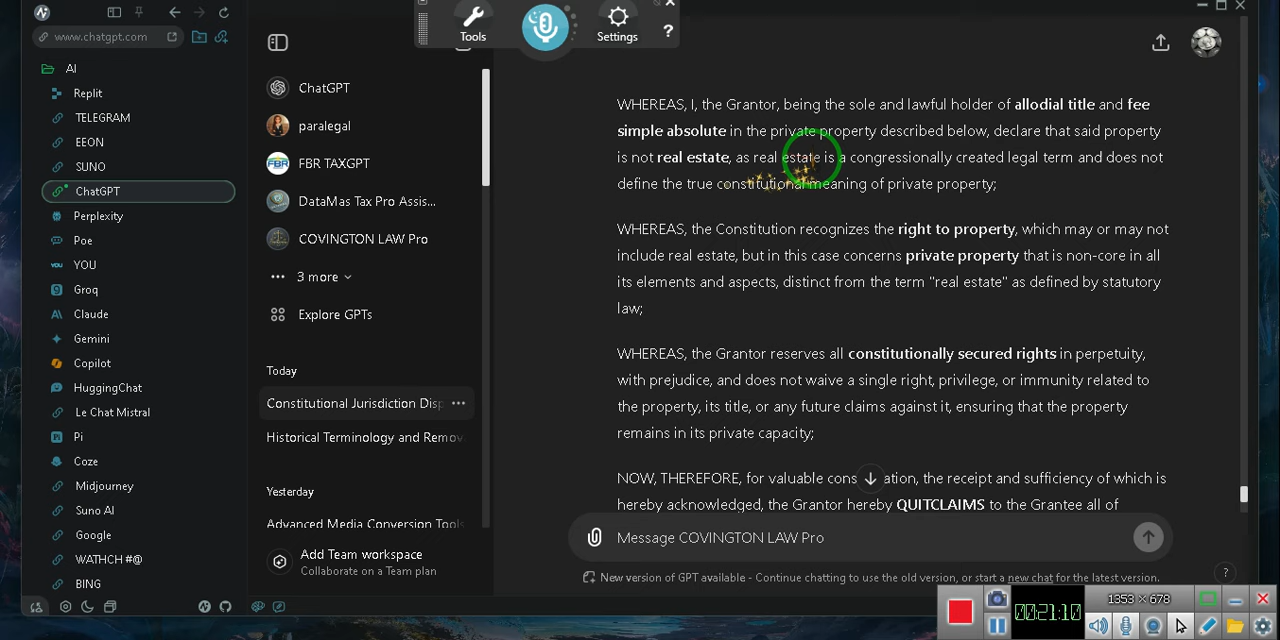 Tools
Settings
?
www.chatgpt.com
AI
Replit
TELEGRAM
EEON
SUNO
ChatGPT
Perplexity
Poe
YOU
Groq
Claude
Gemini
Copilot
HuggingChat
Le Chat Mistral
Pi
Coze
Midjourney
Suno AI
Google
WATHCH #@
BING
ChatGPT
paralegal
FBR TAXGPT
DataMas Tax Pro Assis...
COVINGTON LAW Pro
3 more
Explore GPTs
Today
Constitutional Jurisdiction Disp
Historical Terminology and Remov
Yesterday
Advanced Media Conversion Tools
Add Team workspace
Collaborate on a Team plan
WHEREAS, I, the Grantor, being the sole and lawful holder of allodial title and fee
simple absolute in the private property described below, declare that said property
is not real estate, as real estate is a congressionally created legal term and does not
define the true constitutional meaning of private property;
WHEREAS, the Constitution recognizes the right to property, which may or may not
include real estate, but in this case concerns private property that is non-core in all
its elements and aspects, distinct from the term "real estate" as defined by statutory
law;
WHEREAS, the Grantor reserves all constitutionally secured rights in perpetuity,
with prejudice, and does not waive a single right, privilege, or immunity related to
the property, its title, or any future claims against it, ensuring that the property
remains in its private capacity;
NOW, THEREFORE, for valuable cons ation, the receipt and sufficiency of which is
hereby acknowledged, the Grantor hereby QUITCLAIMS to the Grantee all of
Message COVINGTON LAW Pro
New version of GPT available - Continue chatting to use the old version, or start a new chat for the latest version.
?
1353 × 678
00:21:10